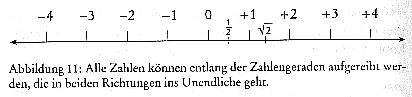 −4 −3 −2 −1 0 +1 +2 +3 +4
1/2 √2
Abbildung 11: Alle Zahlen können entlang der Zahlengeraden aufgereiht wer-
den, die in beiden Richtungen ins Unendliche geht.